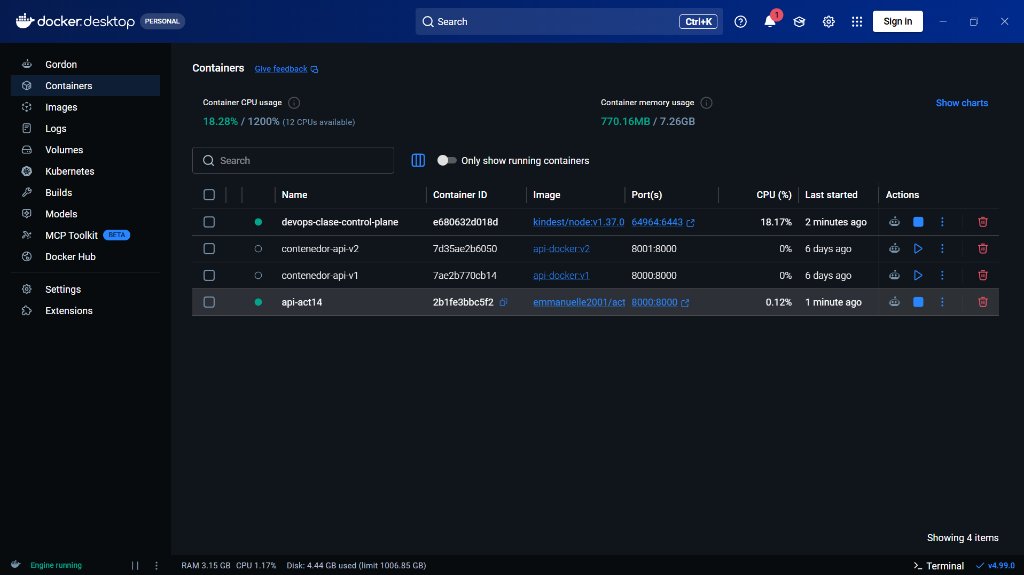 docker.desktop PERSONAL Search Ctrl+K 1 Sign in
Gordon
Containers
Images
Logs
Volumes
Kubernetes
Builds
Models
MCP Toolkit BETA
Docker Hub
Settings
Extensions
Containers Give feedback
Container CPU usage
18.28% / 1200% (12 CPUs available)
Container memory usage
770.16MB / 7.26GB
Show charts
Search
Only show running containers
Name Container ID Image Port(s) CPU (%) Last started Actions
devops-clase-control-plane e680632d018d kindest/node:v1.37.0 64964:6443 18.17% 2 minutes ago
contenedor-api-v2 7d35ae2b6050 api-docker:v2 8001:8000 0% 6 days ago
contenedor-api-v1 7ae2b770cb14 api-docker:v1 8000:8000 0% 6 days ago
api-act14 2b1fe3bbc5f2 emmanuelle2001/act 8000:8000 0.12% 1 minute ago
Showing 4 items
Engine running RAM 3.15 GB CPU 1.17% Disk: 4.44 GB used (limit 1006.85 GB) Terminal v4.99.0